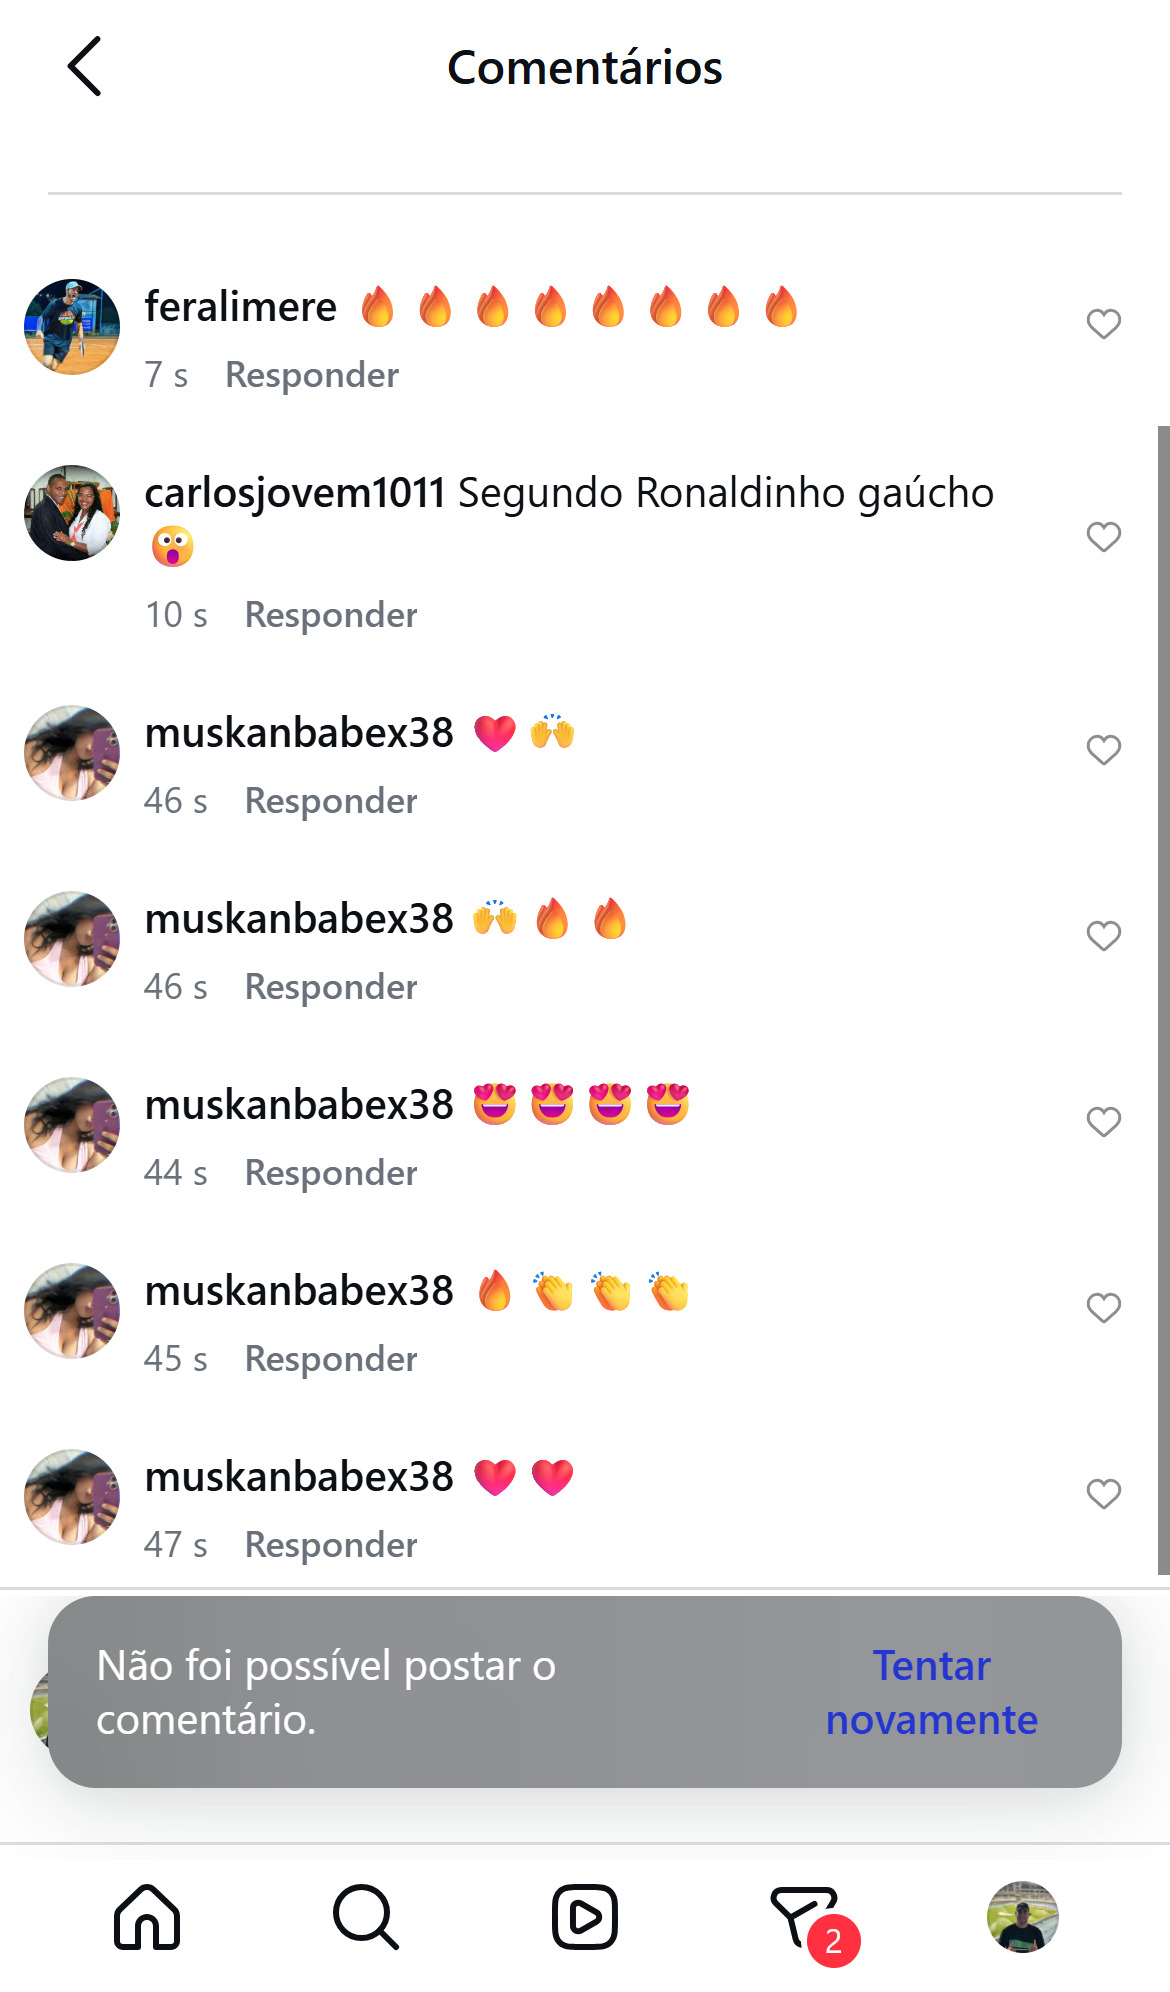 Comentários
feralimere 🔥 🔥 🔥 🔥 🔥 🔥 🔥 🔥
7 s Responder
carlosjovem1011 Segundo Ronaldinho gaúcho
😲
10 s Responder
muskanbabex38 ❤️ 🙌
46 s Responder
muskanbabex38 🙌 🔥 🔥
46 s Responder
muskanbabex38 😍 😍 😍 😍
44 s Responder
muskanbabex38 🔥 👏 👏 👏
45 s Responder
muskanbabex38 ❤️ ❤️
47 s Responder
Não foi possível postar o
comentário.
Tentar
novamente
2